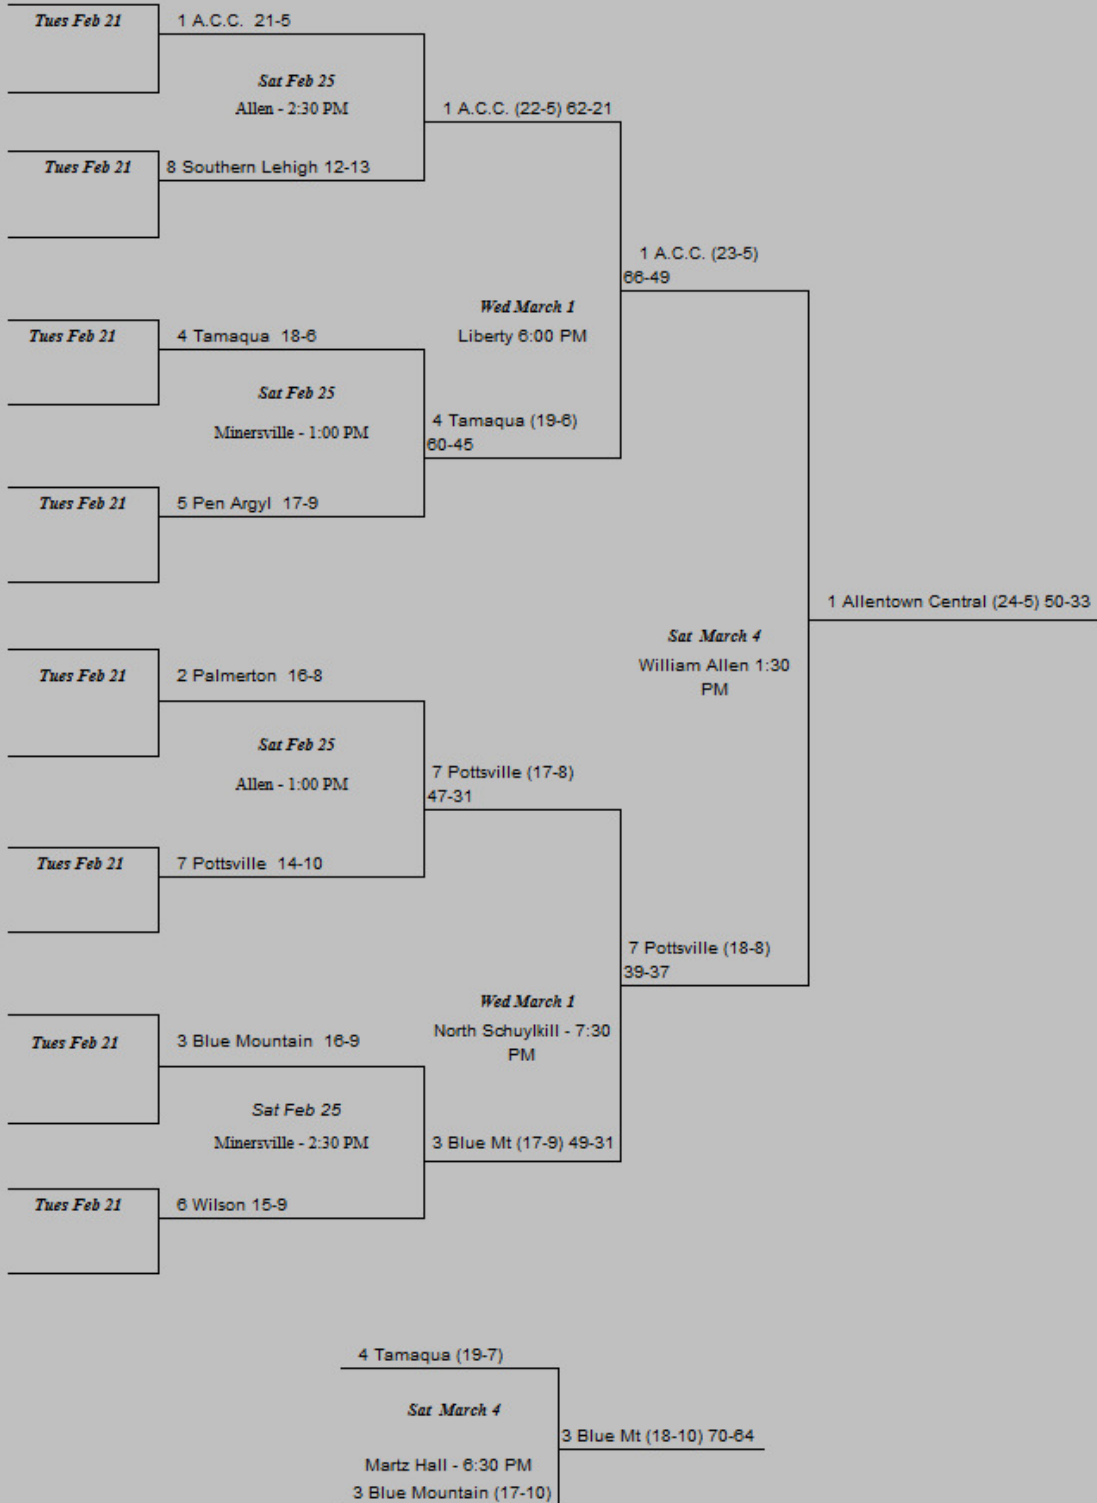 Tues Feb 21
1 A.C.C. 21-5
Sat Feb 25
Allen - 2:30 PM
1 A.C.C. (22-5) 62-21
Tues Feb 21
8 Southern Lehigh 12-13
1 A.C.C. (23-5)
66-49
Wed March 1
Liberty 6:00 PM
Tues Feb 21
4 Tamaqua 18-6
Sat Feb 25
Minersville - 1:00 PM
4 Tamaqua (19-6)
60-45
Tues Feb 21
5 Pen Argyl 17-9
1 Allentown Central (24-5) 50-33
Sat March 4
William Allen 1:30
PM
Tues Feb 21
2 Palmerton 16-8
Sat Feb 25
Allen - 1:00 PM
7 Pottsville (17-8)
47-31
Tues Feb 21
7 Pottsville 14-10
7 Pottsville (18-8)
39-37
Wed March 1
North Schuylkill - 7:30
PM
Tues Feb 21
3 Blue Mountain 16-9
Sat Feb 25
Minersville - 2:30 PM
3 Blue Mt (17-9) 49-31
Tues Feb 21
6 Wilson 15-9
4 Tamaqua (19-7)
Sat March 4
3 Blue Mt (18-10) 70-64
Martz Hall - 6:30 PM
3 Blue Mountain (17-10)